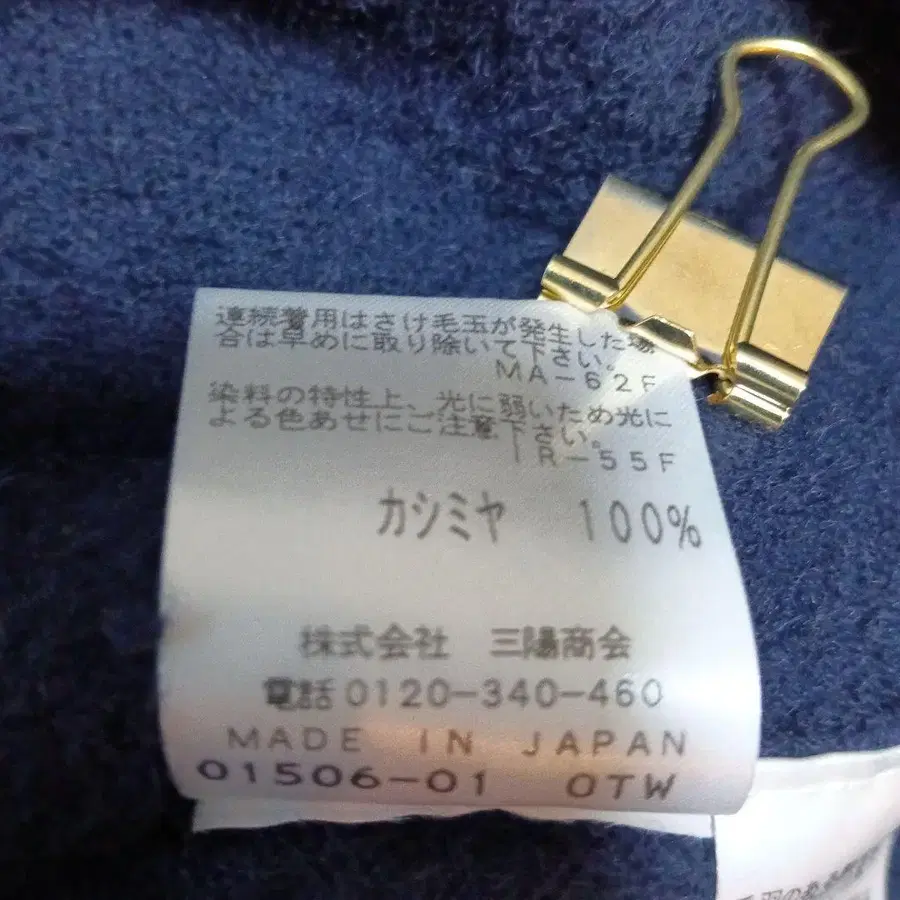 連続着用はさけ毛玉が発生した場
合は早めに取り除いて下さい。
MA-62F
染料の特性上、光に弱いため光に
よる色あせにご注意下さい。
IR-55F
カシミヤ 100%
株式会社 三陽商会
電話0120-340-460
MADE IN JAPAN
01506-01 OTW